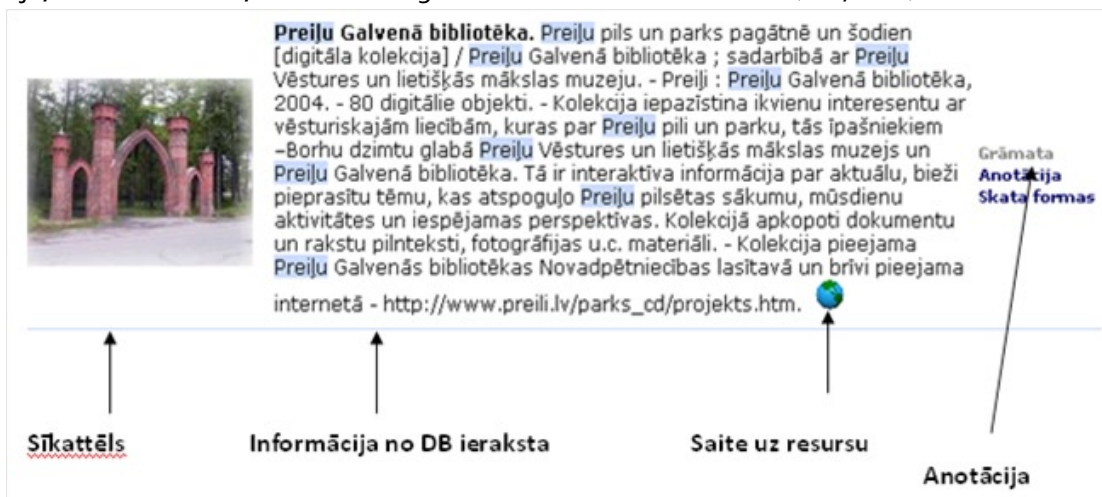 Preiļu Galvenā bibliotēka. Preiļu pils un parks pagātnē un šodien
[digitāla kolekcija] / Preiļu Galvenā bibliotēka ; sadarbībā ar Preiļu
Vēstures un lietišķās mākslas muzeju. - Preiļi : Preiļu Galvenā bibliotēka,
2004. - 80 digitālie objekti. - Kolekcija iepazīstina ikvienu interesentu ar
vēsturiskajām liecībām, kuras par Preiļu pili un parku, tās īpašniekiem
–Borhu dzimtu glabā Preiļu Vēstures un lietišķās mākslas muzejs un
Preiļu Galvenā bibliotēka. Tā ir interaktīva informācija par aktuālu, bieži
pieprasītu tēmu, kas atspoguļo Preiļu pilsētas sākumu, mūsdienu
aktivitātes un iespējamas perspektīvas. Kolekcijā apkopoti dokumentu
un rakstu pilnteksti, fotogrāfijas u.c. materiāli. - Kolekcija pieejama
Preiļu Galvenās bibliotēkas Novadpētniecības lasītavā un brīvi pieejama
internetā - http://www.preili.lv/parks_cd/projekts.htm.
Grāmata
Anotācija
Skata formas
Sīkattēls
Informācija no DB ieraksta
Saite uz resursu
Anotācija